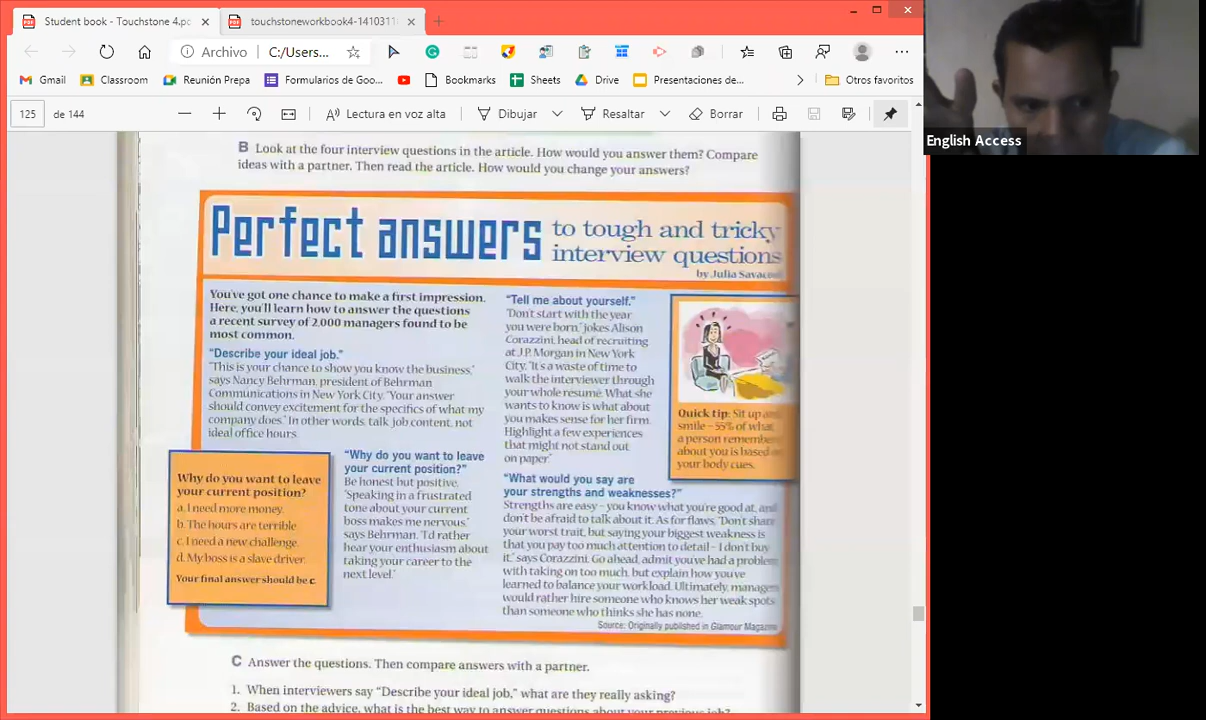 Student book - Touchstone 4.p
touchstoneworkbook4-1410311
Archivo
C:/Users...
Gmail
Classroom
Reunión Prepa
Formularios de Goo...
Bookmarks
Sheets
Drive
Presentaciones de...
Otros favoritos
125
de 144
Lectura en voz alta
Dibujar
Resaltar
Borrar
English Access
B Look at the four interview questions in the article. How would you answer them? Compare
ideas with a partner. Then read the article. How would you change your answers?
Perfect answers to tough and tricky
interview questions
by Julia
You've got one chance to make a first impression.
Here, you'll learn how to answer the questions
a recent survey of 2,000 managers found to be
most common.
"Describe your ideal job."
"This is your chance to show you know the business,"
says Nancy Behrman, president of Behrman
Communications in New York City. "Your answer
should convey excitement for the specifics of what my
company does." In other words, talk job content, not
ideal office hours.
Why do you want to leave
your current position?
a. I need more money.
b. The hours are terrible
c. I need a new challenge.
d. My boss is a slave driver.
Your final answer should be c.
"Why do you want to leave
your current position?"
Be honest but positive.
"Speaking in a frustrated
tone about your current
boss makes me nervous,"
says Behrman. "I'd rather
hear your enthusiasm about
taking your career to the
next level."
"Tell me about yourself."
"Don't start with the year
you were born," jokes Alison
Corazzini, head of recruiting
at J.P. Morgan in New York
City. "It's a waste of time to
walk the interviewer through
your whole resumé. What she
wants to know is what about
you makes sense for her firm.
Highlight a few experiences
that might not stand out
on paper."
"What would you say are
your strengths and weaknesses?"
Strengths are easy – you know what you're good at, and
don't be afraid to talk about it. As for flaws, "Don't share
your worst trait, but saying your biggest weakness is
that you pay too much attention to detail – I don't buy
it," says Corazzini. Go ahead, admit you've had a problem
with taking on too much, but explain how you've
learned to balance your workload. Ultimately, managers
would rather hire someone who knows her weak spots
than someone who thinks she has none.
Source: Originally published in Glamour Magazine
Quick tip: Sit up and
smile – 55% of what
a person remembers
about you is based on
your body cues.
C Answer the questions. Then compare answers with a partner.
1. When interviewers say "Describe your ideal job," what are they really asking?
2. Based on the advice, what is the best way to answer questions about your previous job?